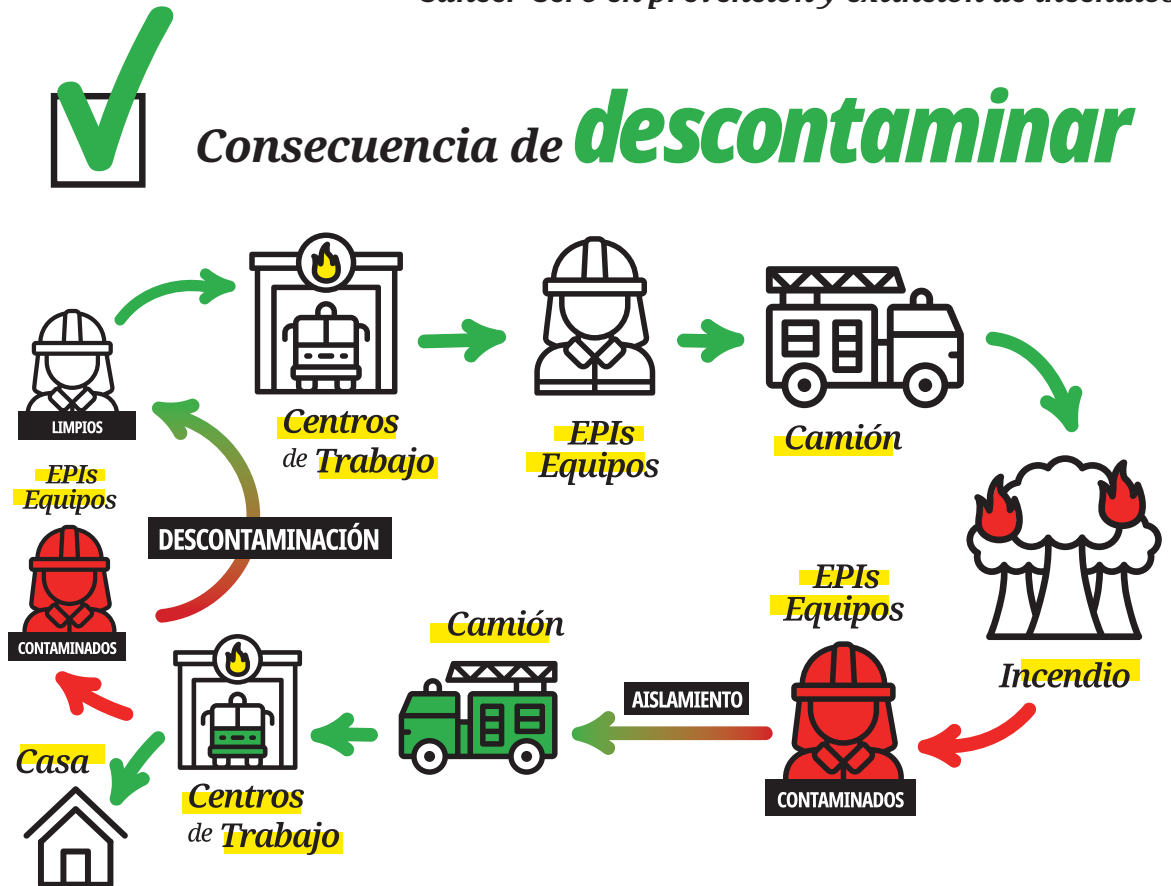 Consecuencia de descontaminar
Centros
de Trabajo
EPIs
Equipos
Camión
LIMPIOS
EPIs
Equipos
DESCONTAMINACIÓN
CONTAMINADOS
Incendio
EPIs
Equipos
CONTAMINADOS
AISLAMIENTO
Camión
Centros
de Trabajo
Casa